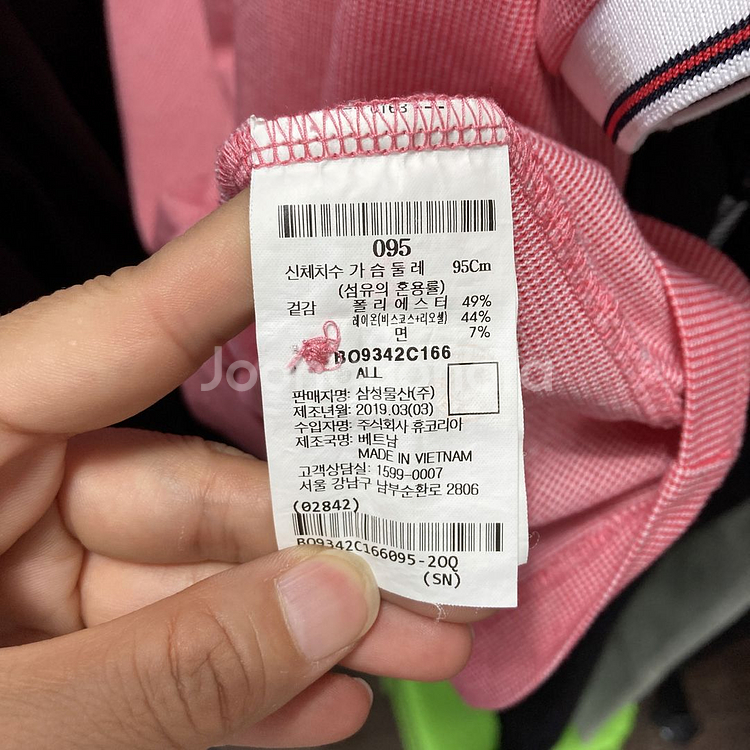 095
신체치수 가슴둘레 95Cm
(섬유의 혼용률)
겉감 폴리에스터 49%
레이온(비스코스+리오셀) 44%
면 7%
BO9342C166
ALL
판매자명: 삼성물산(주)
제조년월: 2019.03(03)
수입자명: 주식회사 휴코리아
제조국명: 베트남
MADE IN VIETNAM
고객상담실: 1599-0007
서울 강남구 남부순환로 2806
(02842)
BO9342C166095-20Q
(SN)